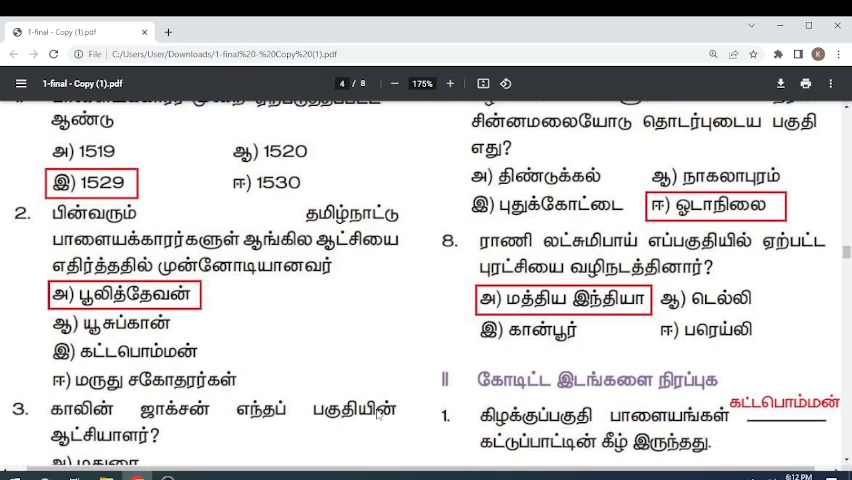 1-final - Copy (1).pdf
File
C:/Users/User/Downloads/1-final%20-%20Copy%20(1).pdf
K
1-final - Copy (1).pdf
4 / 8
175%
ஆண்டு
அ) 1519 ஆ) 1520
இ) 1529 ஈ) 1530
2. பின்வரும் தமிழ்நாட்டு
பாளையக்காரர்களுள் ஆங்கில ஆட்சியை
எதிர்த்ததில் முன்னோடியானவர்
அ) பூலித்தேவன்
ஆ) யூசுப்கான்
இ) கட்டபொம்மன்
ஈ) மருது சகோதரர்கள்
3. காலின் ஜாக்சன் எந்தப் பகுதியின்
ஆட்சியாளர்?
அ) மதுரை
சின்னமலையோடு தொடர்புடைய பகுதி
எது?
அ) திண்டுக்கல் ஆ) நாகலாபுரம்
இ) புதுக்கோட்டை ஈ) ஓடாநிலை
8. ராணி லட்சுமிபாய் எப்பகுதியில் ஏற்பட்ட
புரட்சியை வழிநடத்தினார்?
அ) மத்திய இந்தியா ஆ) டெல்லி
இ) கான்பூர் ஈ) பரெய்லி
II கோடிட்ட இடங்களை நிரப்புக
கட்டபொம்மன்
1. கிழக்குப்பகுதி பாளையங்கள்
கட்டுப்பாட்டின் கீழ் இருந்தது.
6:12 PM